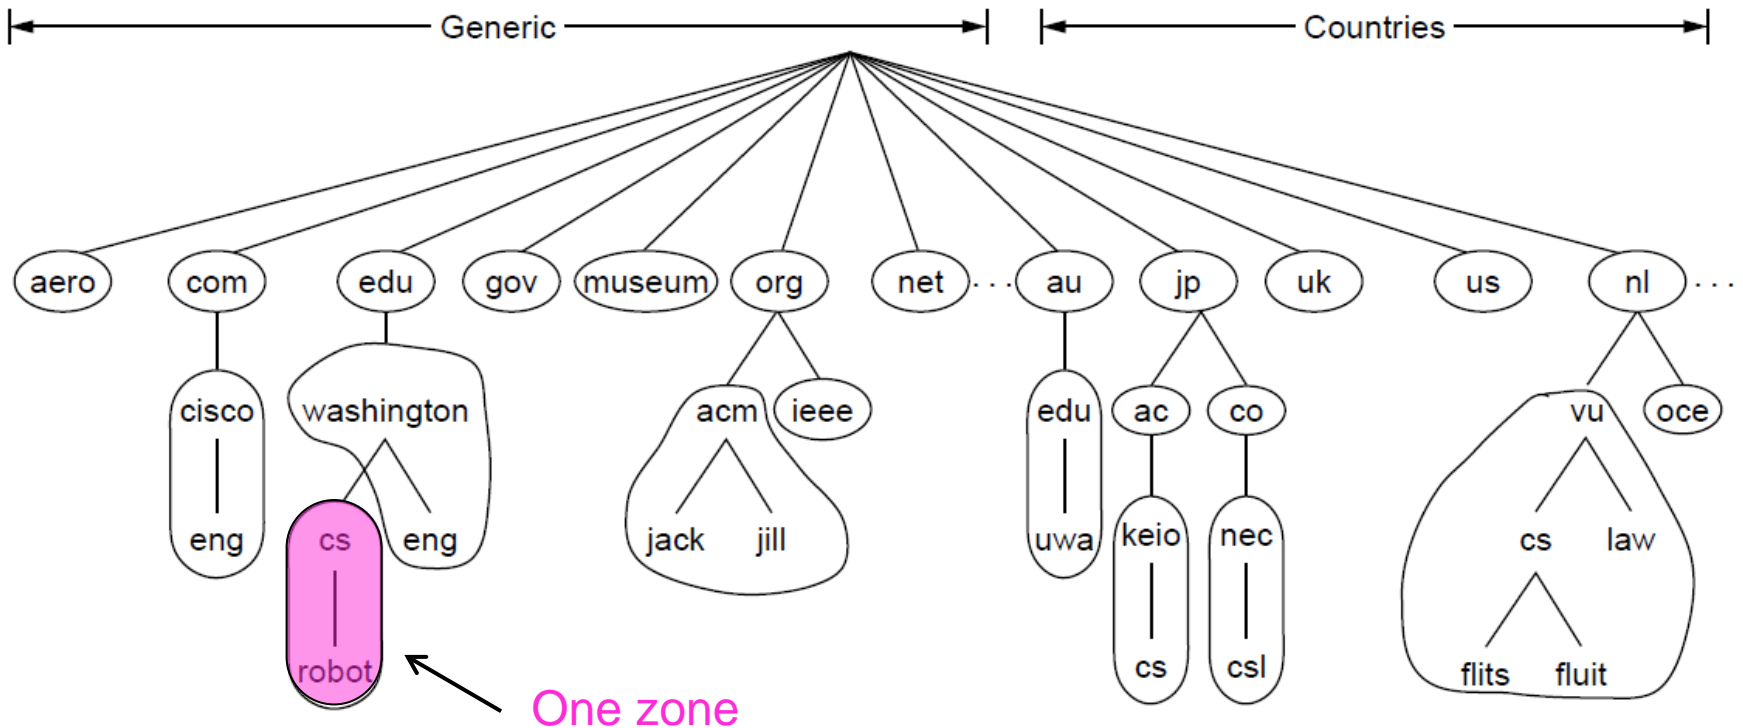 Generic Countries
aero com edu gov museum org net ... au jp uk us nl ...
cisco washington acm ieee edu ac co vu oce
eng cs eng jack jill uwa keio nec cs law
robot cs csl flits fluit
One zone